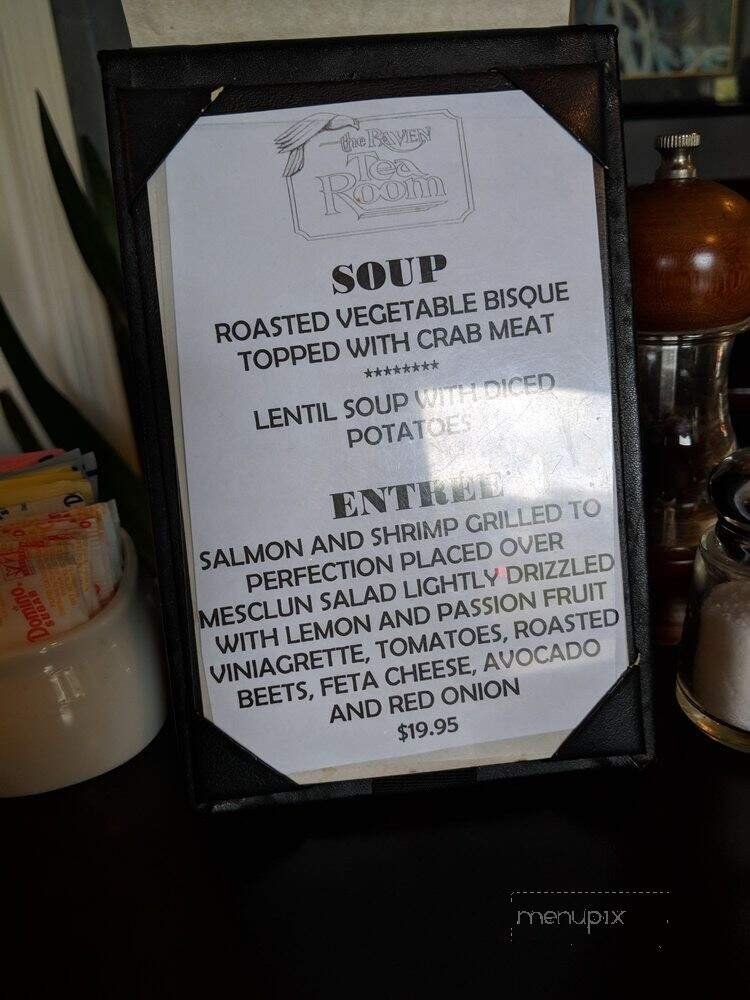 the RAVEN
Tea
Room
SOUP
ROASTED VEGETABLE BISQUE
TOPPED WITH CRAB MEAT
********
LENTIL SOUP WITH DICED
POTATOES
ENTRÉE
SALMON AND SHRIMP GRILLED TO
PERFECTION PLACED OVER
MESCLUN SALAD LIGHTLY DRIZZLED
WITH LEMON AND PASSION FRUIT
VINIAGRETTE, TOMATOES, ROASTED
BEETS, FETA CHEESE, AVOCADO
AND RED ONION
$19.95
Domino
menupix